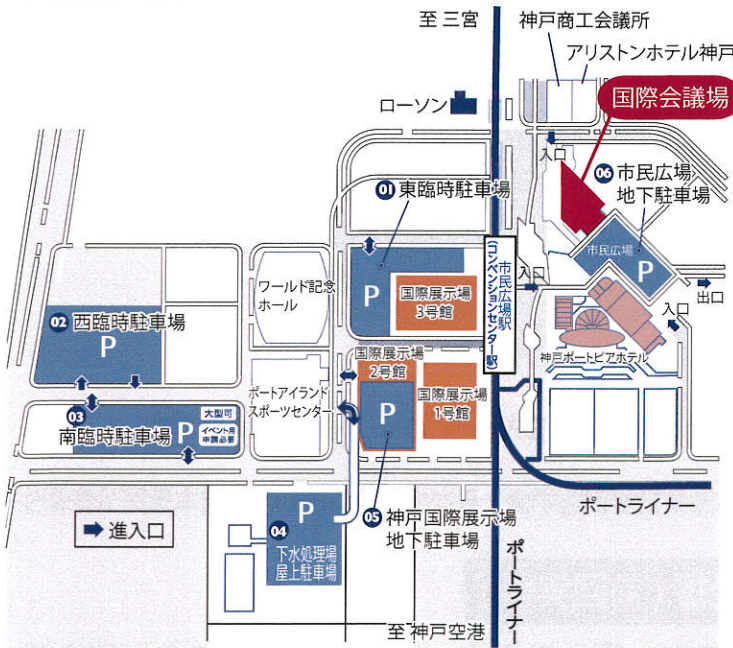 至 三宮
神戸商工会議所
アリストンホテル神戸
ローソン
国際会議場
入口
01 東臨時駐車場
06 市民広場
地下駐車場
市民広場
P
市民広場駅
(コンベンションセンター駅)
入口
出口
入口
ワールド記念
ホール
P
国際展示場
3号館
02 西臨時駐車場
P
神戸ポートピアホテル
国際展示場
2号館
国際展示場
1号館
ポートアイランド
スポーツセンター
P
03
南臨時駐車場
P
大型可
イベント用
申請必要
ポートライナー
P
04
下水処理場
屋上駐車場
05 神戸国際展示場
地下駐車場
進入口
ポートライナー
至 神戸空港